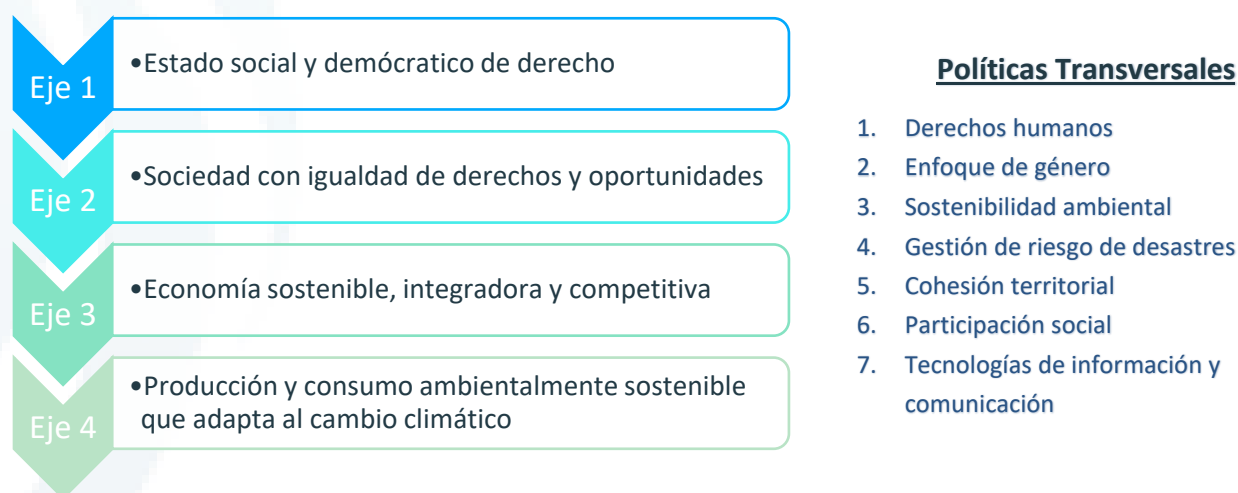 Eje 1
•Estado social y demócratico de derecho
Eje 2
•Sociedad con igualdad de derechos y oportunidades
Eje 3
•Economía sostenible, integradora y competitiva
Eje 4
•Producción y consumo ambientalmente sostenible
que adapta al cambio climático
Políticas Transversales
1. Derechos humanos
2. Enfoque de género
3. Sostenibilidad ambiental
4. Gestión de riesgo de desastres
5. Cohesión territorial
6. Participación social
7. Tecnologías de información y
comunicación